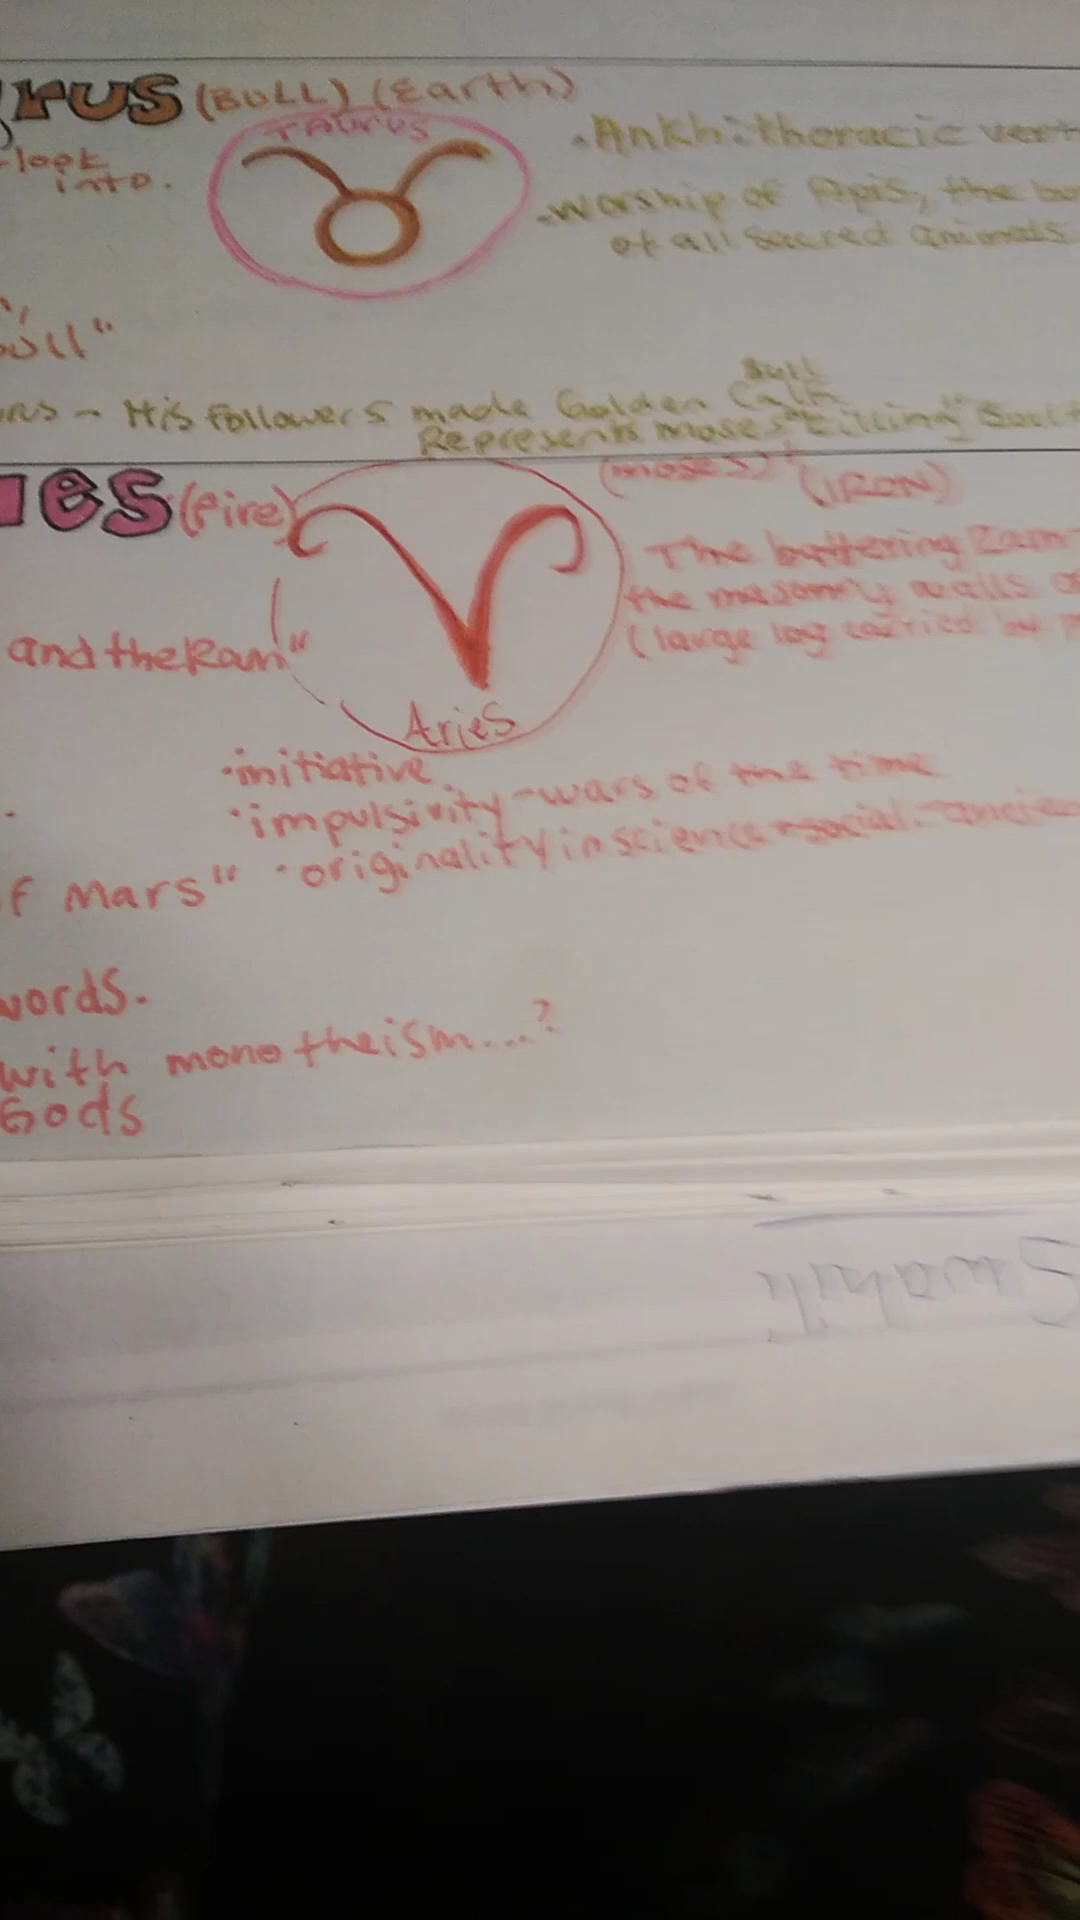 rus (BULL) (Earth)
TAURUS
-look
into.
• Ankh: thoracic vert
• Worship of Apis, the
of all sacred animals
ull"
- His followers made Golden Calf
Bull
Represents Moses "killing" Bull
ies (Fire)
(Moses) +
(IRON)
The battering Ram
the masonry walls
(large log carried by
and the Ram"
Aries
• initiative
• impulsivity - wars of the time
• originality in science + social.
f Mars"
words.
with monotheism....?
Gods
Swahili